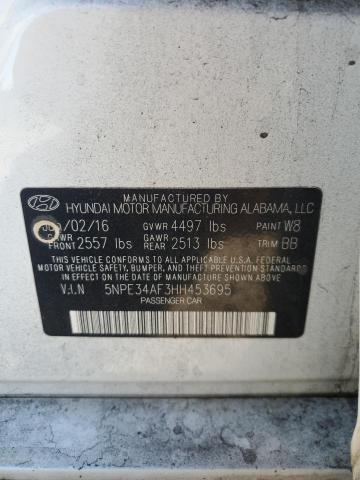 MANUFACTURED BY
HYUNDAI MOTOR MANUFACTURING ALABAMA, LLC
/02/16 GVWR 4497 lbs PAINT W8
GAWR FRONT 2557 lbs GAWR REAR 2513 lbs TRIM BB
THIS VEHICLE CONFORMS TO ALL APPLICABLE U.S.A FEDERAL
MOTOR VEHICLE SAFETY, BUMPER, AND THEFT PREVENTION STANDARDS
IN EFFECT ON THE DATE OF MANUFACTURE SHOWN ABOVE.
V.I.N 5NPE34AF3HH453695
PASSENGER CAR